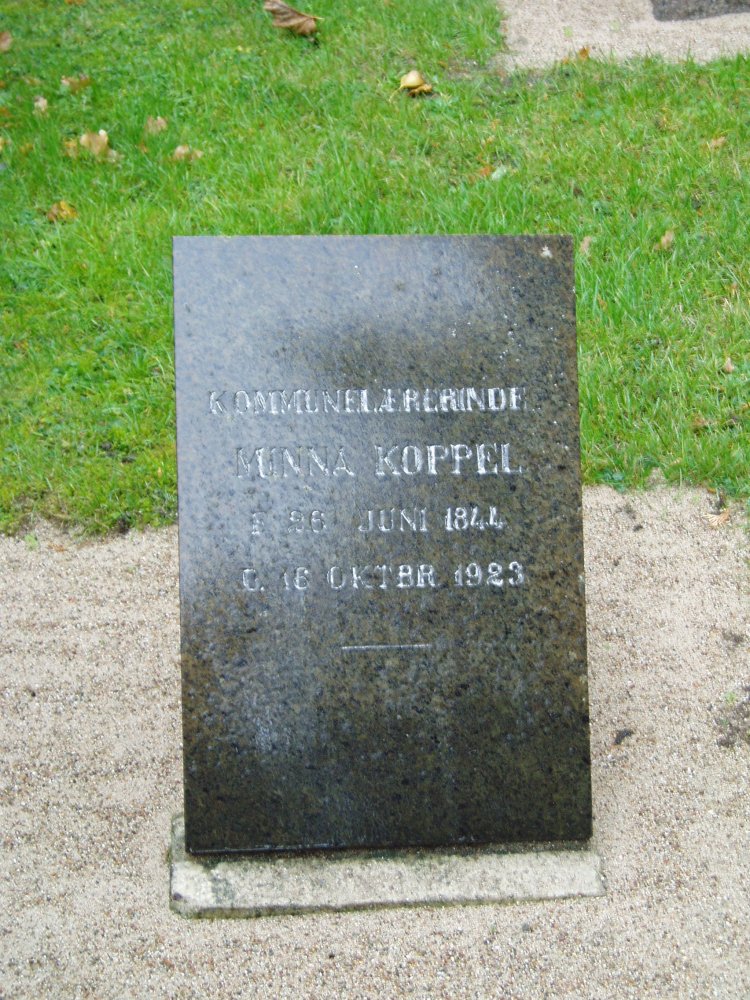 KOMMUNELÆRERINDE
MINNA KOPPEL
F. 26 JUNI 1844
D. 16 OKTBR 1923